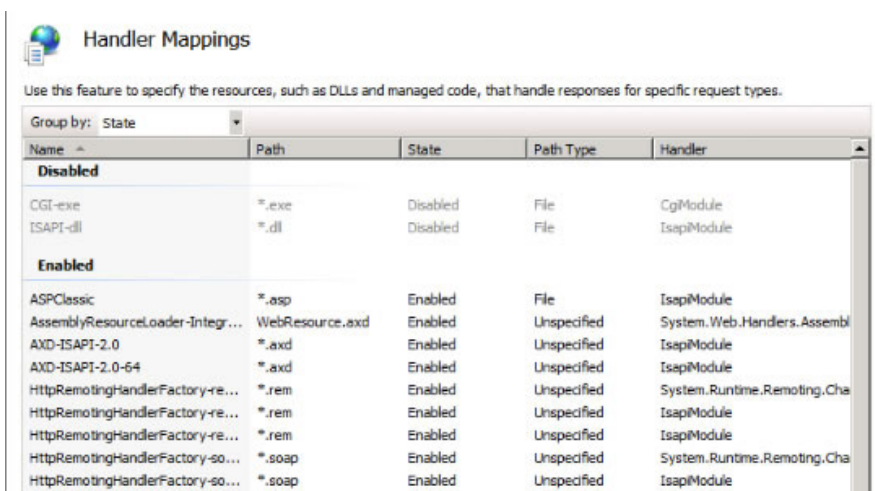 Handler Mappings
Use this feature to specify the resources, such as DLLs and managed code, that handle responses for specific request types.
Group by: State
Name Path State Path Type Handler
Disabled
CGI-exe *.exe Disabled File CgiModule
ISAPI-dll *.dll Disabled File IsapiModule
Enabled
ASPClassic *.asp Enabled File IsapiModule
AssemblyResourceLoader-Integr... WebResource.axd Enabled Unspecified System.Web.Handlers.Assembl
AXD-ISAPI-2.0 *.axd Enabled Unspecified IsapiModule
AXD-ISAPI-2.0-64 *.axd Enabled Unspecified IsapiModule
HttpRemotingHandlerFactory-re... *.rem Enabled Unspecified System.Runtime.Remoting.Cha
HttpRemotingHandlerFactory-re... *.rem Enabled Unspecified IsapiModule
HttpRemotingHandlerFactory-re... *.rem Enabled Unspecified IsapiModule
HttpRemotingHandlerFactory-so... *.soap Enabled Unspecified System.Runtime.Remoting.Cha
HttpRemotingHandlerFactory-so... *.soap Enabled Unspecified IsapiModule